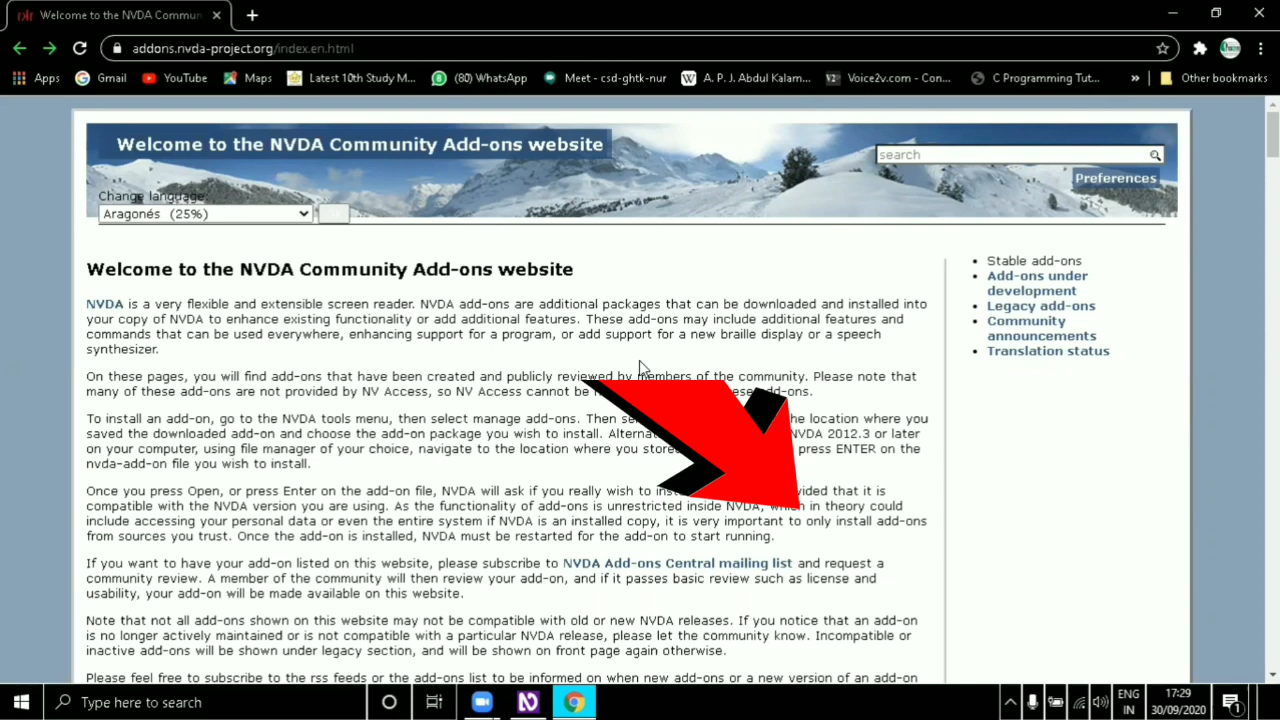 Welcome to the NVDA Commun
addons.nvda-project.org/index.en.html
Apps
Gmail
YouTube
Maps
Latest 10th Study M...
(80) WhatsApp
Meet - csd-ghtk-nur
A. P. J. Abdul Kalam...
Voice2v.com - Con...
C Programming Tut...
»
Other bookmarks
Welcome to the NVDA Community Add-ons website
search
Preferences
Change language:
Aragonés (25%)
Welcome to the NVDA Community Add-ons website
NVDA is a very flexible and extensible screen reader. NVDA add-ons are additional packages that can be downloaded and installed into
your copy of NVDA to enhance existing functionality or add additional features. These add-ons may include additional features and
commands that can be used everywhere, enhancing support for a program, or add support for a new braille display or a speech
synthesizer.
On these pages, you will find add-ons that have been created and publicly reviewed by members of the community. Please note that
many of these add-ons are not provided by NV Access, so NV Access cannot be add-ons.
To install an add-on, go to the NVDA tools menu, then select manage add-ons. Then the location where you
saved the downloaded add-on and choose the add-on package you wish to install. NVDA 2012.3 or later
on your computer, using file manager of your choice, navigate to the location where you press ENTER on the
nvda-add-on file you wish to install.
Once you press Open, or press Enter on the add-on file, NVDA will ask if you really wish to that it is
compatible with the NVDA version you are using. As the functionality of add-ons is unrestricted inside NVDA, which in theory could
include accessing your personal data or even the entire system if NVDA is an installed copy, it is very important to only install add-ons
from sources you trust. Once the add-on is installed, NVDA must be restarted for the add-on to start running.
If you want to have your add-on listed on this website, please subscribe to NVDA Add-ons Central mailing list and request a
community review. A member of the community will then review your add-on, and if it passes basic review such as license and
usability, your add-on will be made available on this website.
Note that not all add-ons shown on this website may not be compatible with old or new NVDA releases. If you notice that an add-on
is no longer actively maintained or is not compatible with a particular NVDA release, please let the community know. Incompatible or
inactive add-ons will be shown under legacy section, and will be shown on front page again otherwise.
Please feel free to subscribe to the rss feeds or the add-ons list to be informed on when new add-ons or a new version of an add-on
Stable add-ons
Add-ons under
development
Legacy add-ons
Community
announcements
Translation status
Type here to search
ENG
IN
17:29
30/09/2020
1